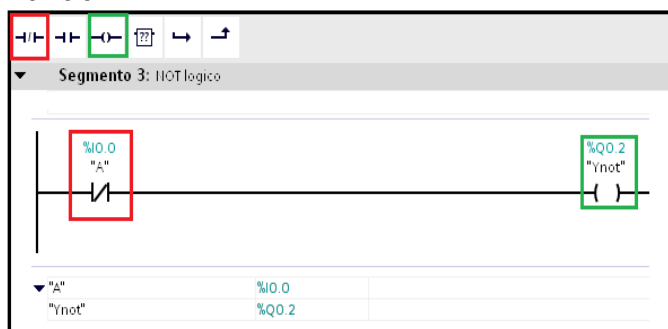 ??
Segmento 3: NOT logico
%I0.0
"A"
%Q0.2
"Ynot"
"A" %I0.0
"Ynot" %Q0.2